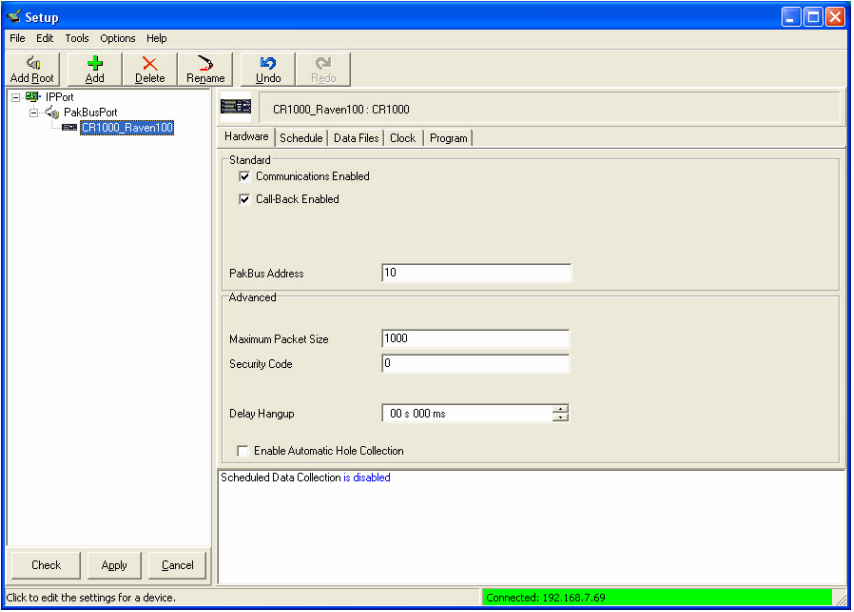 Setup
File Edit Tools Options Help
Add Root Add Delete Rename Undo Redo
IPPort
PakBusPort
CR1000_Raven100
CR1000_Raven100 : CR1000
Hardware Schedule Data Files Clock Program
Standard
Communications Enabled
Call-Back Enabled
PakBus Address 10
Advanced
Maximum Packet Size 1000
Security Code 0
Delay Hangup 00 s 000 ms
Enable Automatic Hole Collection
Scheduled Data Collection is disabled
Check Apply Cancel
Click to edit the settings for a device. Connected: 192.168.7.69